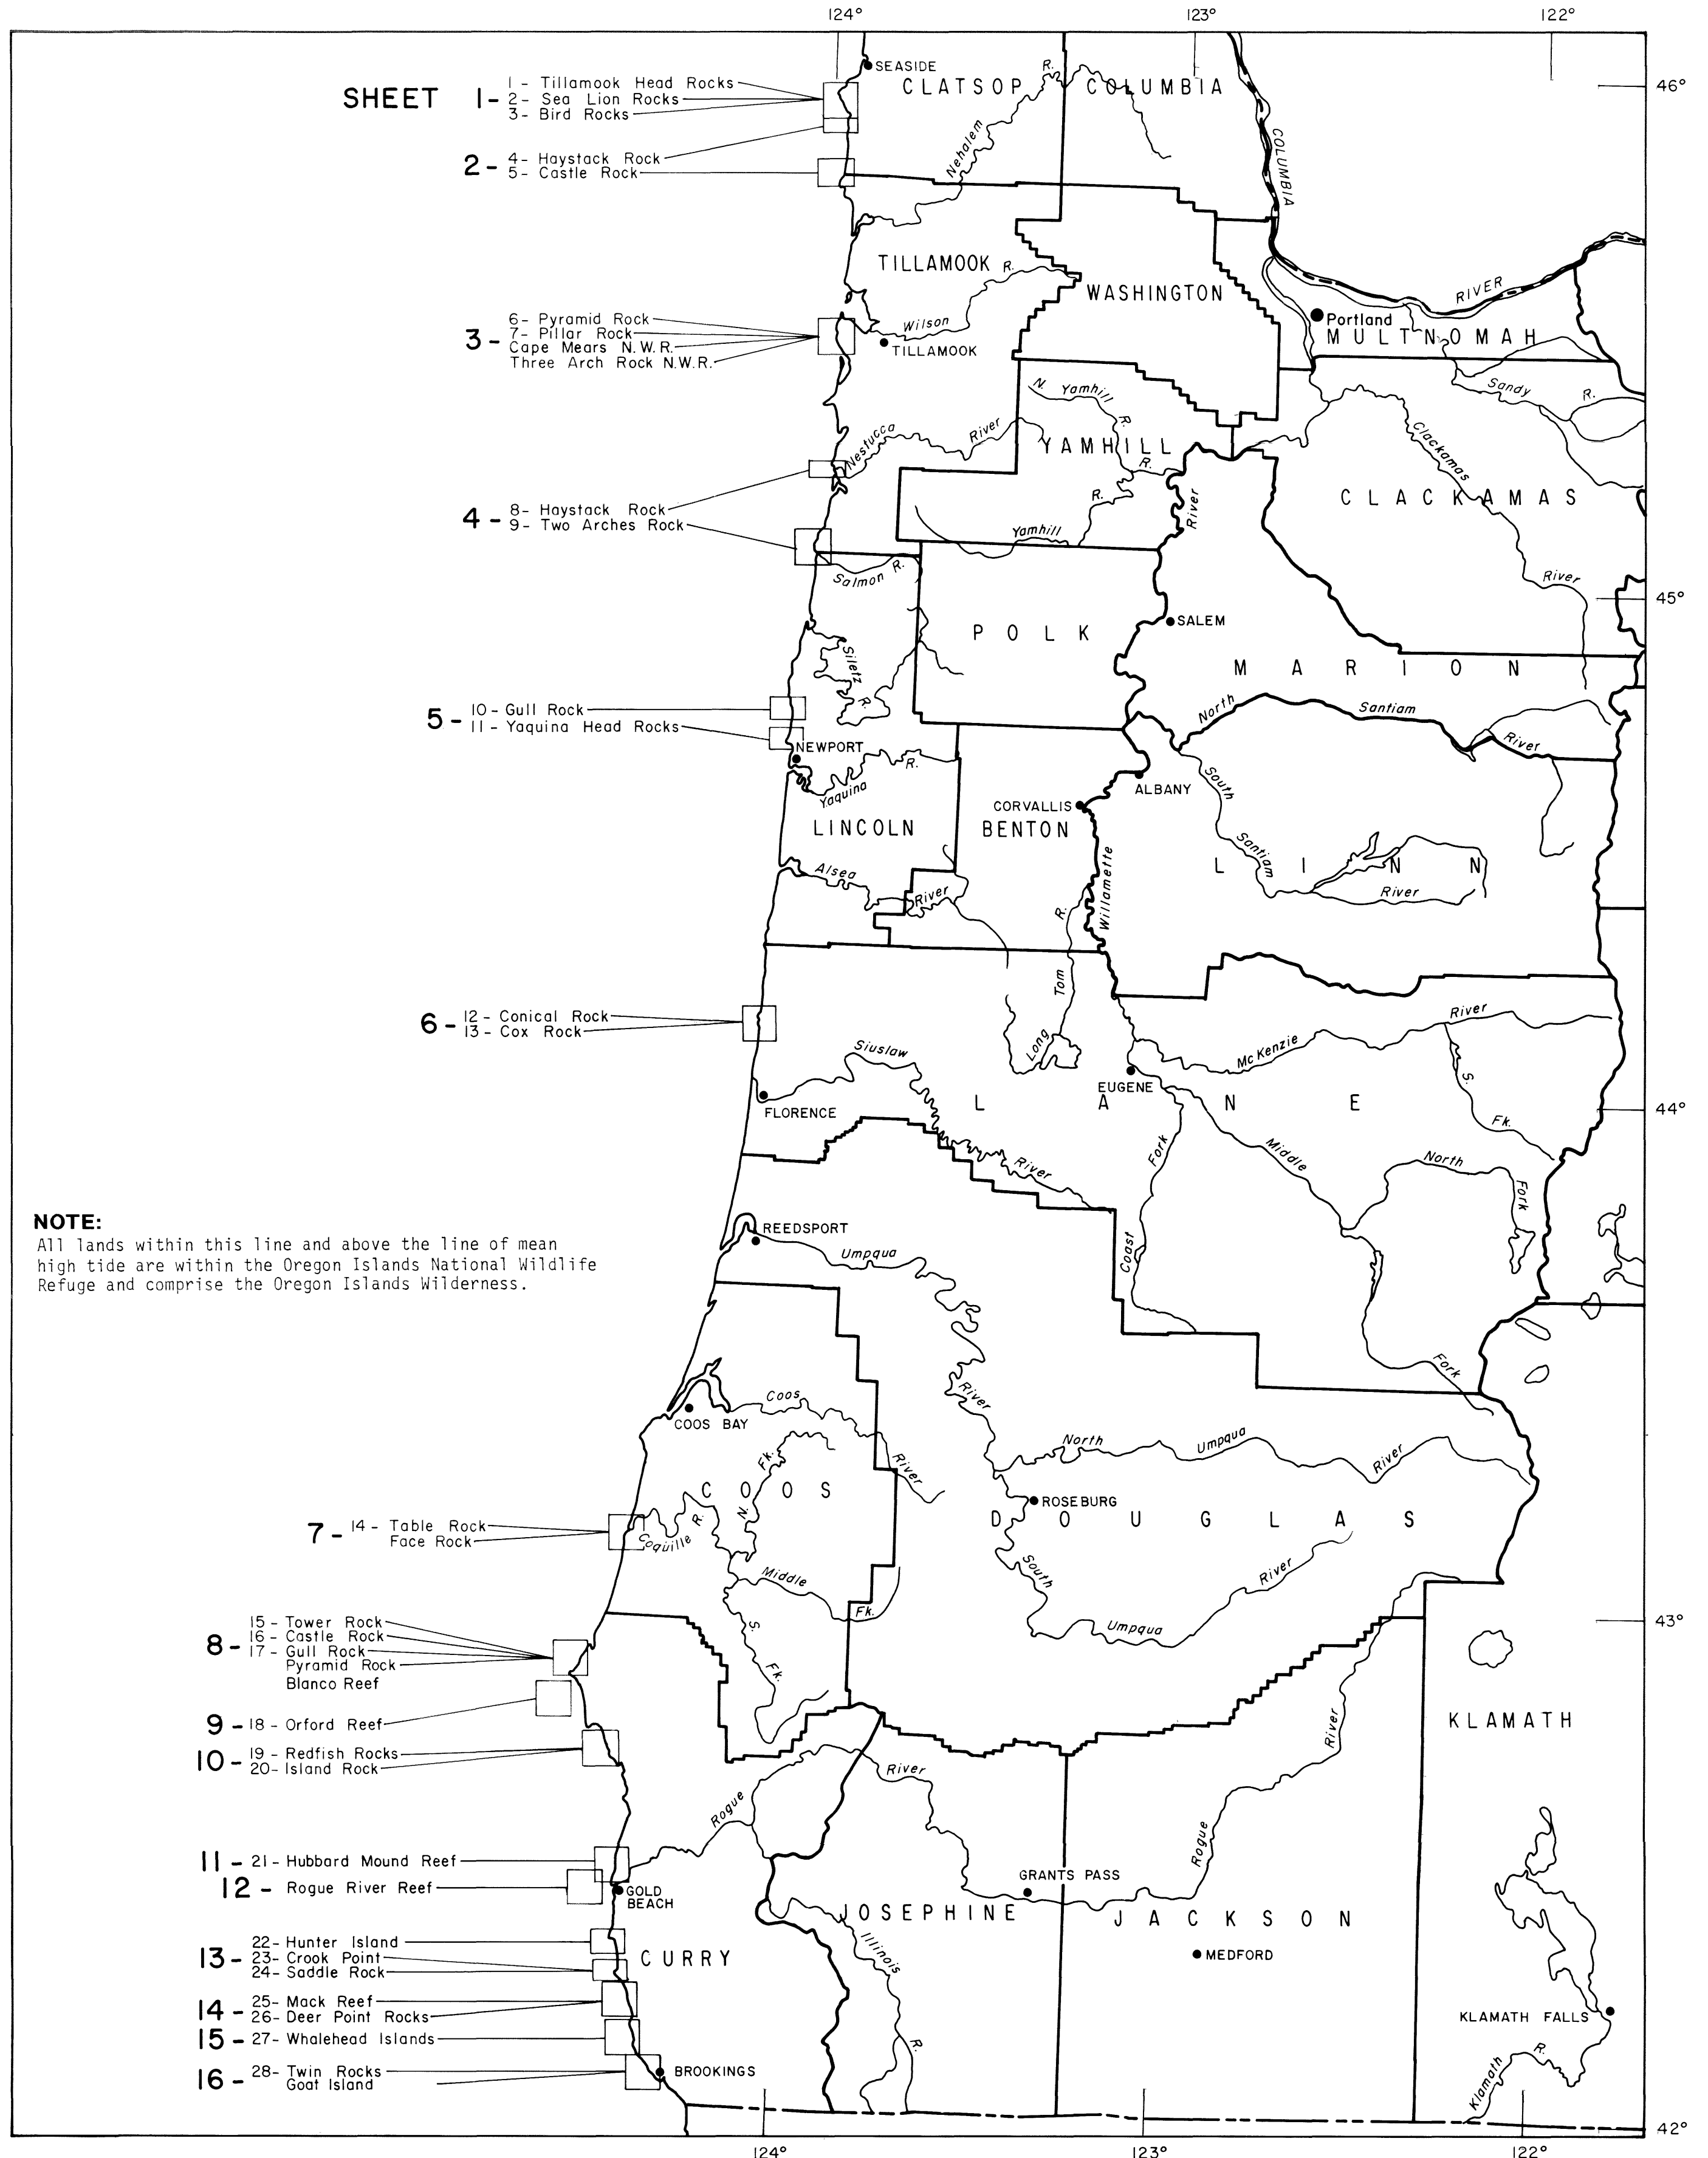 124° 123° 122°
SEASIDE
CLATSOP COLUMBIA
R.
46°
SHEET 1-
1 - Tillamook Head Rocks
2 - Sea Lion Rocks
3 - Bird Rocks
Nehalem
COLUMBIA
2 -
4 - Haystack Rock
5 - Castle Rock
TILLAMOOK
R.
WASHINGTON
RIVER
Portland
MULTNOMAH
3 -
6 - Pyramid Rock
7 - Pillar Rock
Cape Mears N.W.R.
Three Arch Rock N.W.R.
Wilson
TILLAMOOK
N. Yamhill
R.
Sandy
R.
Nestucca
River
YAMHILL
R.
Clackamas
CLACKAMAS
4 -
8 - Haystack Rock
9 - Two Arches Rock
R.
River
Yamhill
Salmon R.
River
45°
SALEM
POLK
MARION
Siletz
R.
North
Santiam
River
5 -
10 - Gull Rock
11 - Yaquina Head Rocks
NEWPORT
R.
Yaquina
South
ALBANY
CORVALLIS
LINCOLN
BENTON
Santiam
LINN
Willamette
Alsea
River
River
R.
Tom
Long
6 -
12 - Conical Rock
13 - Cox Rock
River
McKenzie
Siuslaw
EUGENE
S.
Fk.
FLORENCE
LANE
44°
Fork
Middle
North
Fork
River
NOTE:
All lands within this line and above the line of mean
high tide are within the Oregon Islands National Wildlife
Refuge and comprise the Oregon Islands Wilderness.
REEDSPORT
Umpqua
Coast
Fork
River
COOS BAY
Coos
River
North
Umpqua
River
Fk.
N.
COOS
ROSEBURG
DOUGLAS
7 -
14 - Table Rock
Face Rock
Coquille
R.
Middle
Fk.
South
River
Umpqua
43°
S.
Fk.
8 -
15 - Tower Rock
16 - Castle Rock
17 - Gull Rock
Pyramid Rock
Blanco Reef
9 -
18 - Orford Reef
KLAMATH
10 -
19 - Redfish Rocks
20 - Island Rock
River
River
Rogue
Rogue
11 -
21 - Hubbard Mound Reef
12 -
Rogue River Reef
GOLD
BEACH
GRANTS PASS
JOSEPHINE
JACKSON
Illinois
R.
MEDFORD
13 -
22 - Hunter Island
23 - Crook Point
24 - Saddle Rock
CURRY
14 -
25 - Mack Reef
26 - Deer Point Rocks
15 -
27 - Whalehead Islands
KLAMATH FALLS
16 -
28 - Twin Rocks
Goat Island
BROOKINGS
Klamath
R.
42°
124° 123° 122°